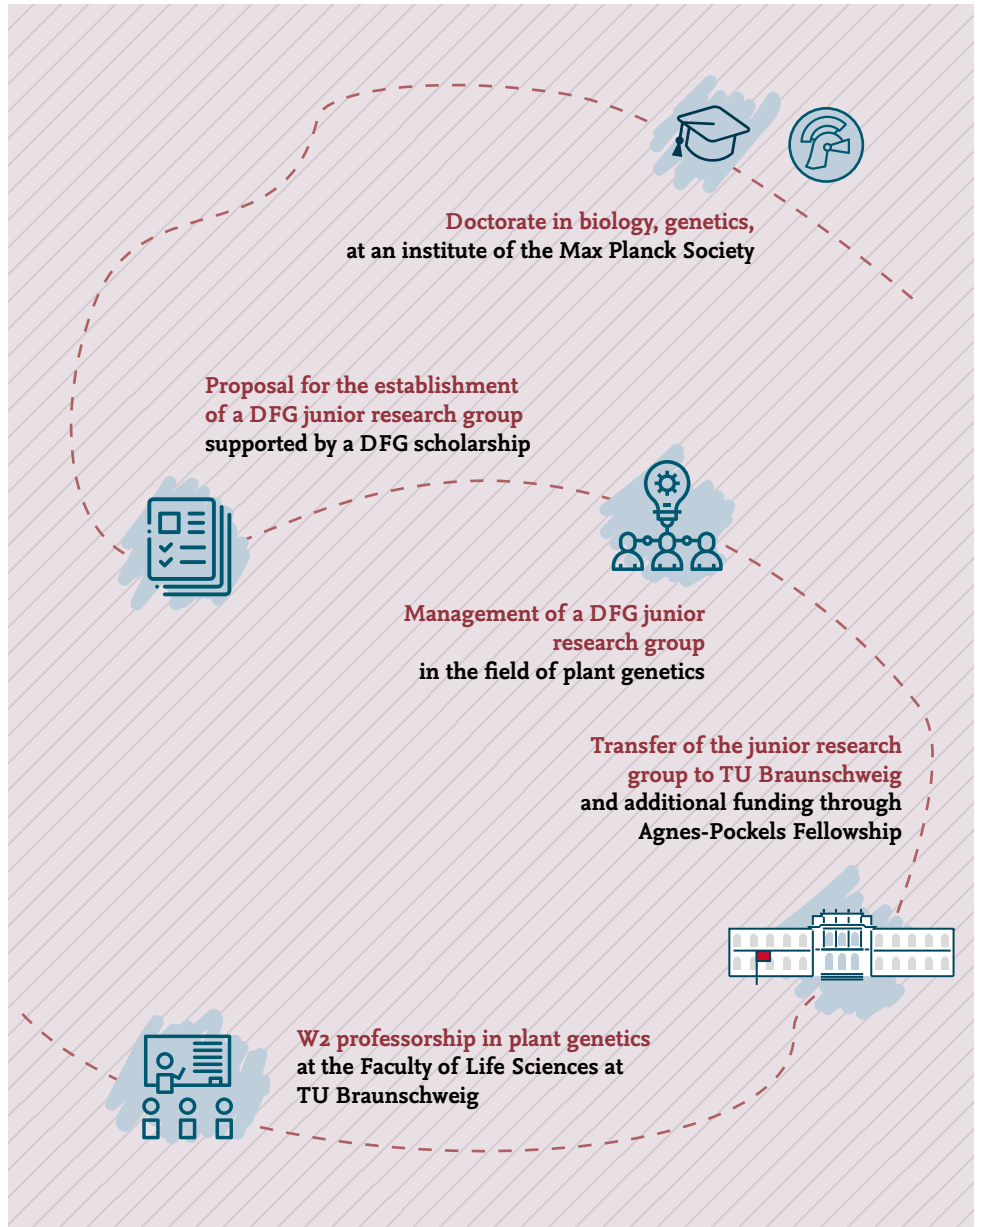 Doctorate in biology, genetics,
at an institute of the Max Planck Society
Proposal for the establishment
of a DFG junior research group
supported by a DFG scholarship
Management of a DFG junior
research group
in the field of plant genetics
Transfer of the junior research
group to TU Braunschweig
and additional funding through
Agnes-Pockels Fellowship
W2 professorship in plant genetics
at the Faculty of Life Sciences at
TU Braunschweig